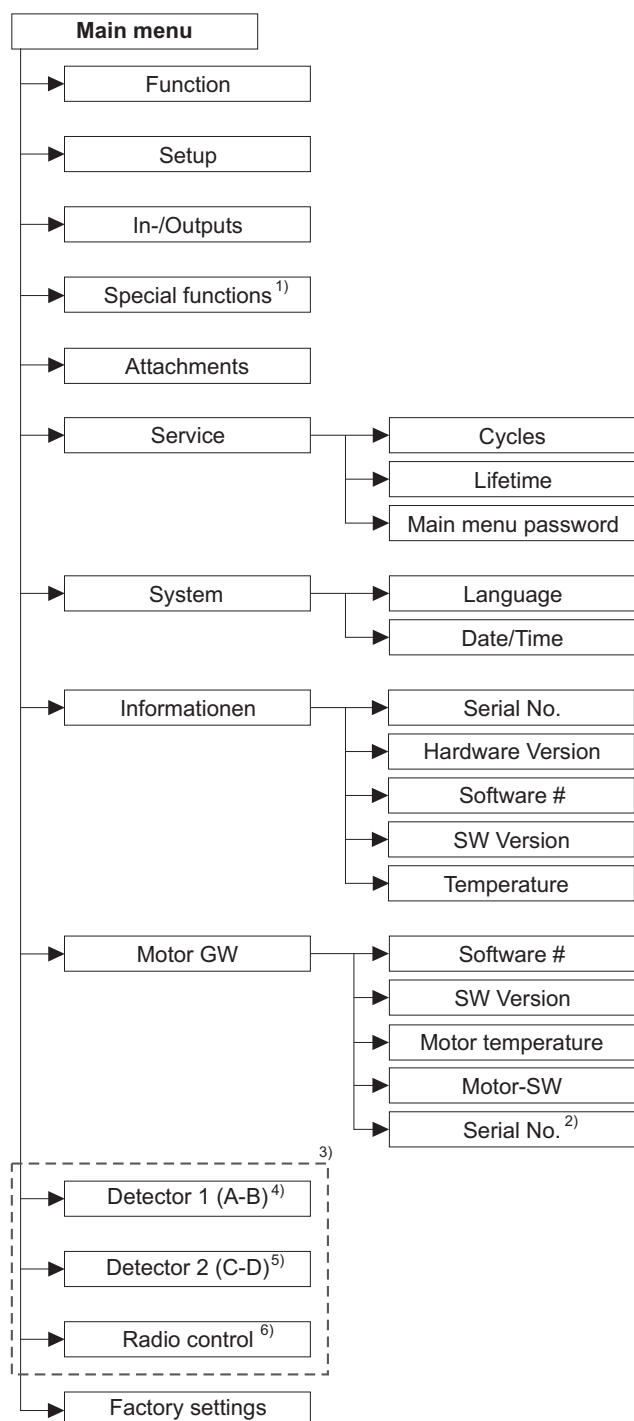 Main menu
Function
Setup
In-/Outputs
Special functions 1)
Attachments
Service
Cycles
Lifetime
Main menu password
System
Language
Date/Time
Informationen
Serial No.
Hardware Version
Software #
SW Version
Temperature
Motor GW
Software #
SW Version
Motor temperature
Motor-SW
Serial No. 2)
3)
Detector 1 (A-B) 4)
Detector 2 (C-D) 5)
Radio control 6)
Factory settings